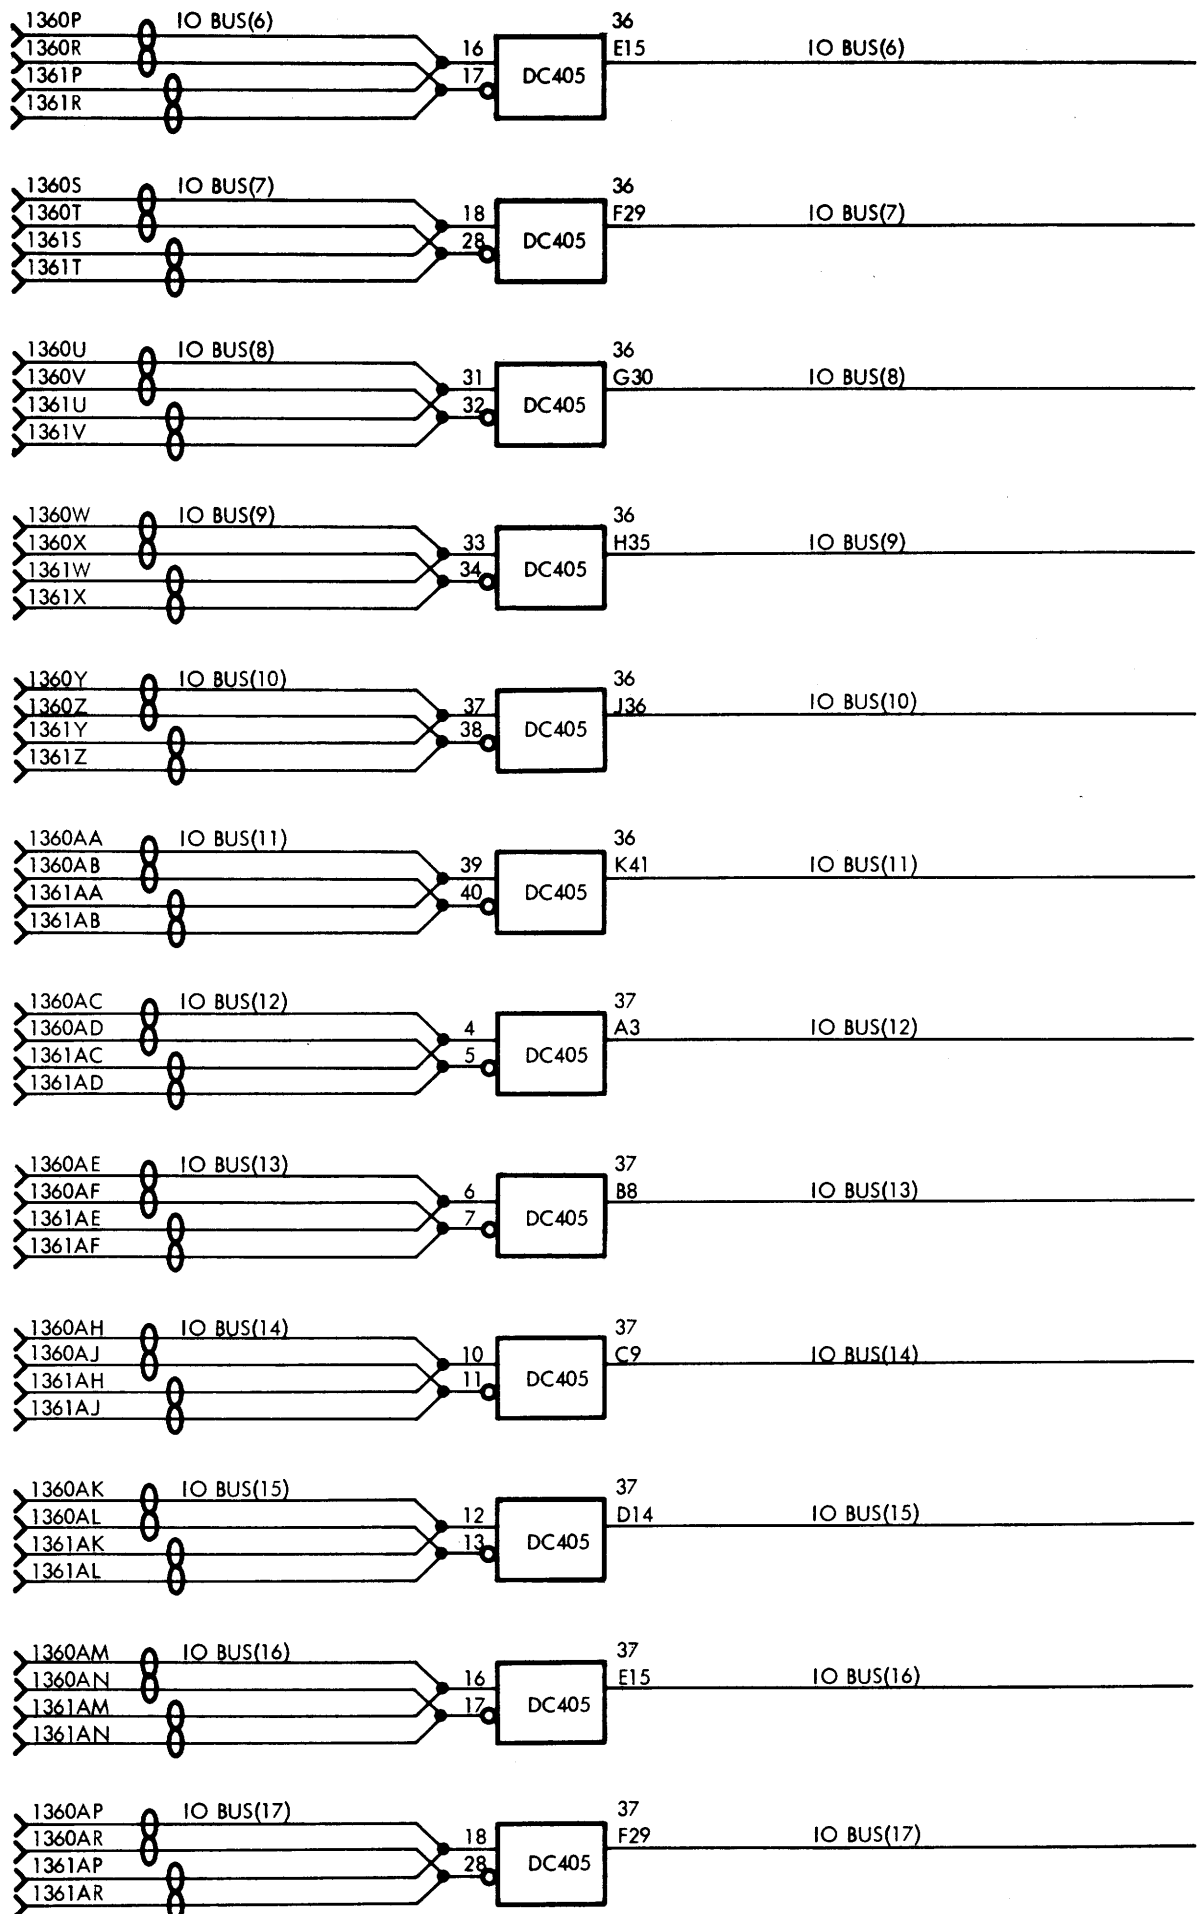 1360P IO BUS(6) 36
1360R 16 E15 IO BUS(6)
1361P 17 DC405
1361R
1360S IO BUS(7) 36
1360T 18 F29 IO BUS(7)
1361S 28 DC405
1361T
1360U IO BUS(8) 36
1360V 31 G30 IO BUS(8)
1361U 32 DC405
1361V
1360W IO BUS(9) 36
1360X 33 H35 IO BUS(9)
1361W 34 DC405
1361X
1360Y IO BUS(10) 36
1360Z 37 J36 IO BUS(10)
1361Y 38 DC405
1361Z
1360AA IO BUS(11) 36
1360AB 39 K41 IO BUS(11)
1361AA 40 DC405
1361AB
1360AC IO BUS(12) 37
1360AD 4 A3 IO BUS(12)
1361AC 5 DC405
1361AD
1360AE IO BUS(13) 37
1360AF 6 B8 IO BUS(13)
1361AE 7 DC405
1361AF
1360AH IO BUS(14) 37
1360AJ 10 C9 IO BUS(14)
1361AH 11 DC405
1361AJ
1360AK IO BUS(15) 37
1360AL 12 D14 IO BUS(15)
1361AK 13 DC405
1361AL
1360AM IO BUS(16) 37
1360AN 16 E15 IO BUS(16)
1361AM 17 DC405
1361AN
1360AP IO BUS(17) 37
1360AR 18 F29 IO BUS(17)
1361AP 28 DC405
1361AR